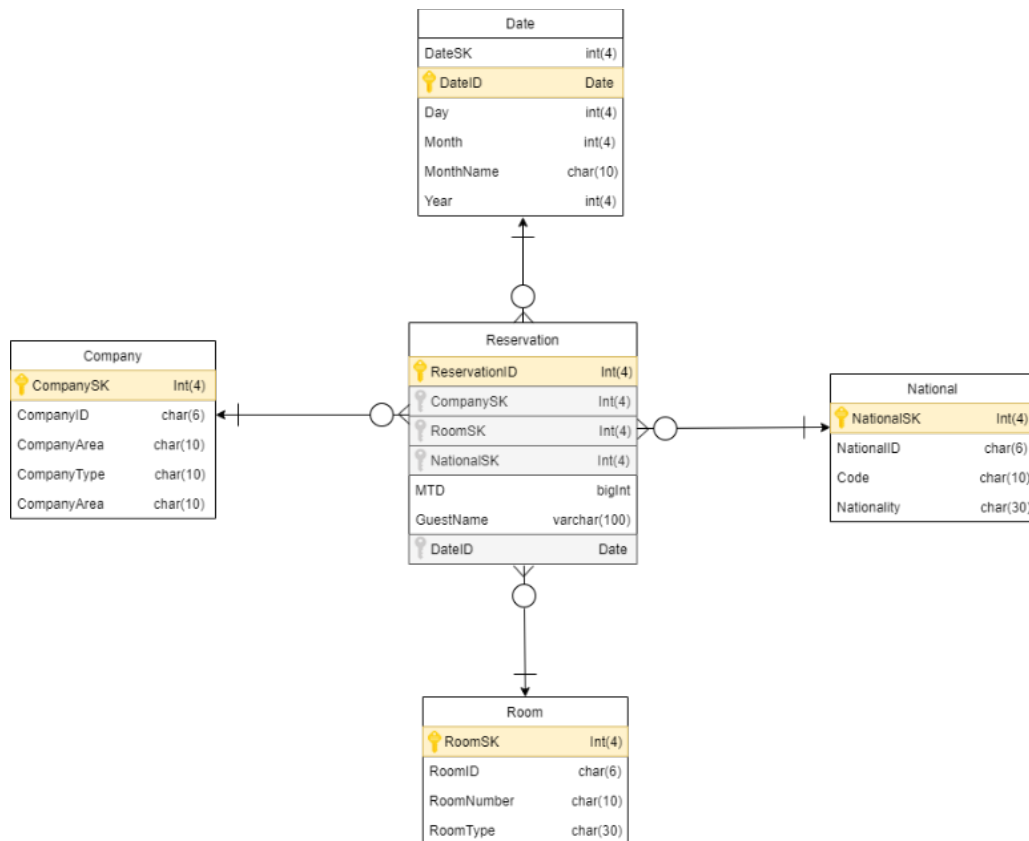 Date
DateSK int(4)
DateID Date
Day int(4)
Month int(4)
MonthName char(10)
Year int(4)
Reservation
ReservationID Int(4)
CompanySK Int(4)
RoomSK Int(4)
NationalSK Int(4)
MTD bigInt
GuestName varchar(100)
DateID Date
Company
CompanySK Int(4)
CompanyID char(6)
CompanyArea char(10)
CompanyType char(10)
CompanyArea char(10)
National
NationalSK Int(4)
NationalID char(6)
Code char(10)
Nationality char(30)
Room
RoomSK Int(4)
RoomID char(6)
RoomNumber char(10)
RoomType char(30)